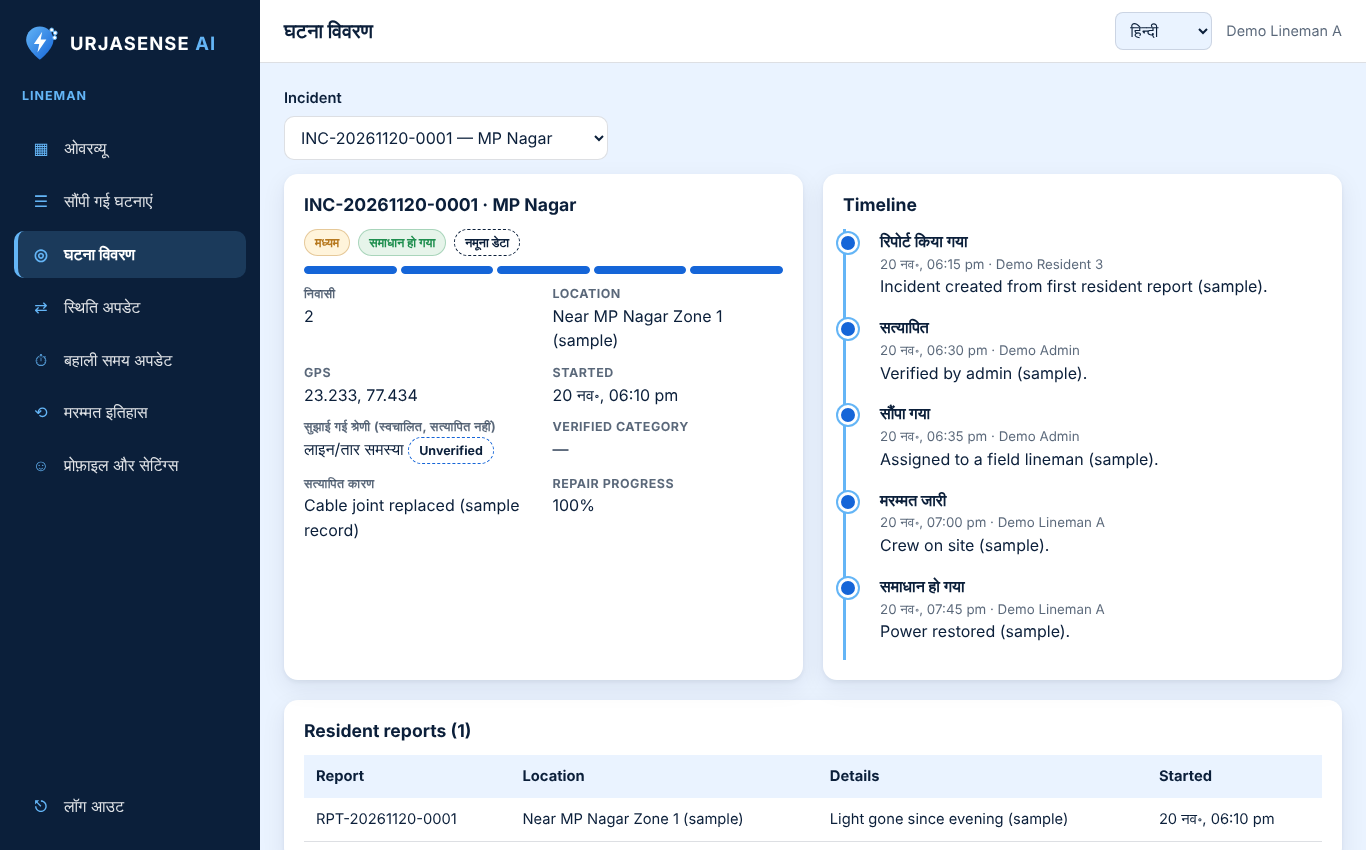 URJASENSE AI
LINEMAN
ओवरव्यू
सौंपी गई घटनाएं
घटना विवरण
स्थिति अपडेट
बहाली समय अपडेट
मरम्मत इतिहास
प्रोफ़ाइल और सेटिंग्स
लॉग आउट
घटना विवरण
हिन्दी
Demo Lineman A
Incident
INC-20261120-0001 — MP Nagar
INC-20261120-0001 · MP Nagar
मध्यम
समाधान हो गया
नमूना डेटा
निवासी
2
LOCATION
Near MP Nagar Zone 1
(sample)
GPS
23.233, 77.434
STARTED
20 नव॰, 06:10 pm
सुझाई गई श्रेणी (स्वचालित, सत्यापित नहीं)
लाइन/तार समस्या Unverified
VERIFIED CATEGORY
—
सत्यापित कारण
Cable joint replaced (sample
record)
REPAIR PROGRESS
100%
Timeline
रिपोर्ट किया गया
20 नव॰, 06:15 pm · Demo Resident 3
Incident created from first resident report (sample).
सत्यापित
20 नव॰, 06:30 pm · Demo Admin
Verified by admin (sample).
सौंपा गया
20 नव॰, 06:35 pm · Demo Admin
Assigned to a field lineman (sample).
मरम्मत जारी
20 नव॰, 07:00 pm · Demo Lineman A
Crew on site (sample).
समाधान हो गया
20 नव॰, 07:45 pm · Demo Lineman A
Power restored (sample).
Resident reports (1)
Report Location Details Started
RPT-20261120-0001 Near MP Nagar Zone 1 (sample) Light gone since evening (sample) 20 नव॰, 06:10 pm